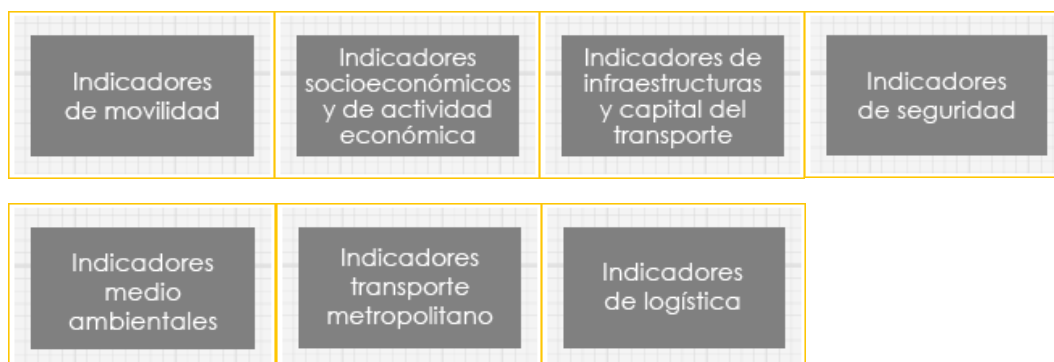 Indicadores
de movilidad
Indicadores
socioeconómicos
y de actividad
económica
Indicadores de
infraestructuras
y capital del
transporte
Indicadores
de seguridad
Indicadores
medio
ambientales
Indicadores
transporte
metropolitano
Indicadores
de logística